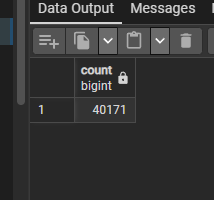 Data Output Messages N
count
bigint
1 40171